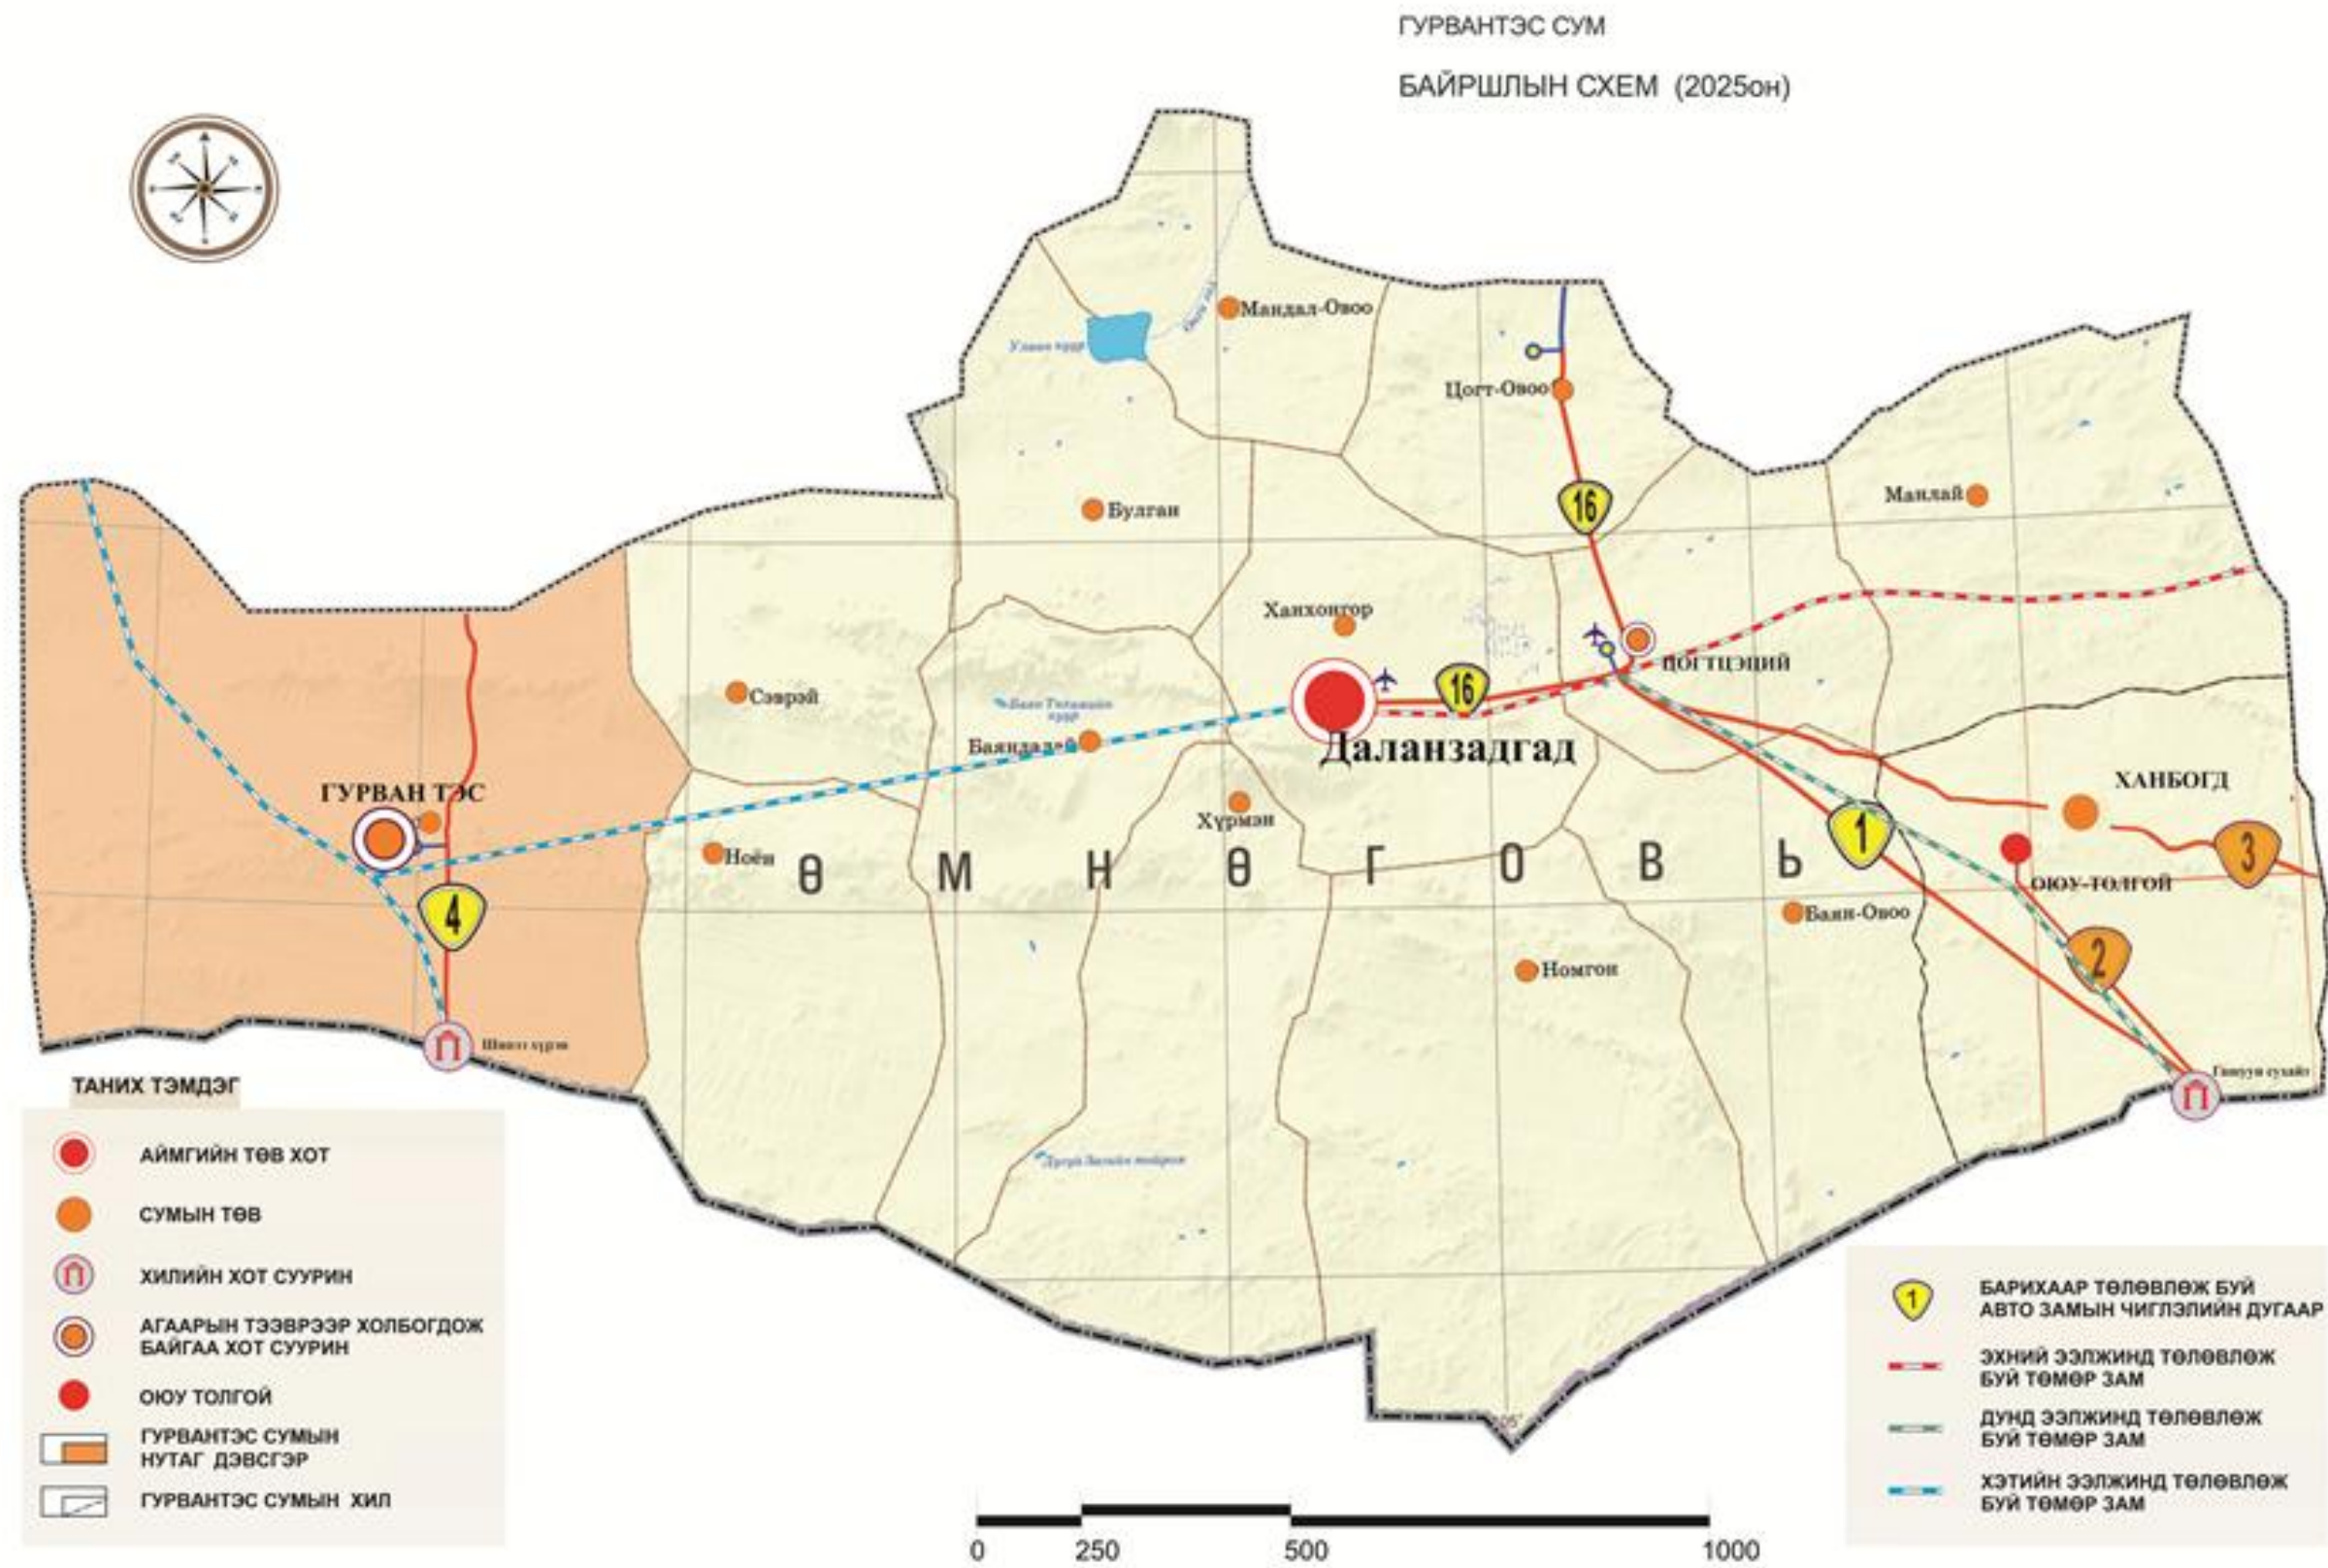 ГУРВАНТЭС СУМ
БАЙРШЛЫН СХЕМ (2025он)
Мандал-Овоо
Цогт-Овоо
16
Манлай
Булган
Ханхонгор
ЦОГТЦЭЦИЙ
Сэврэй
16
Баяндалай
Даланзадгад
ГУРВАН ТЭС
ХАНБОГД
Хүрмэн
1
3
Ноён
Ө М Н Ө Г О В Ь
ОЮУ-ТОЛГОЙ
4
Баян-Овоо
2
Номгон
ТАНИХ ТЭМДЭГ
АЙМГИЙН ТӨВ ХОТ
СУМЫН ТӨВ
ХИЛИЙН ХОТ СУУРИН
АГААРЫН ТЭЭВРЭЭР ХОЛБОГДОЖ
БАЙГАА ХОТ СУУРИН
ОЮУ ТОЛГОЙ
ГУРВАНТЭС СУМЫН
НУТАГ ДЭВСГЭР
ГУРВАНТЭС СУМЫН ХИЛ
1
БАРИХААР ТӨЛӨВЛӨЖ БУЙ
АВТО ЗАМЫН ЧИГЛЭЛИЙН ДУГААР
ЭХНИЙ ЭЭЛЖИНД ТӨЛӨВЛӨЖ
БУЙ ТӨМӨР ЗАМ
ДУНД ЭЭЛЖИНД ТӨЛӨВЛӨЖ
БУЙ ТӨМӨР ЗАМ
ХЭТИЙН ЭЭЛЖИНД ТӨЛӨВЛӨЖ
БУЙ ТӨМӨР ЗАМ
0 250 500 1000